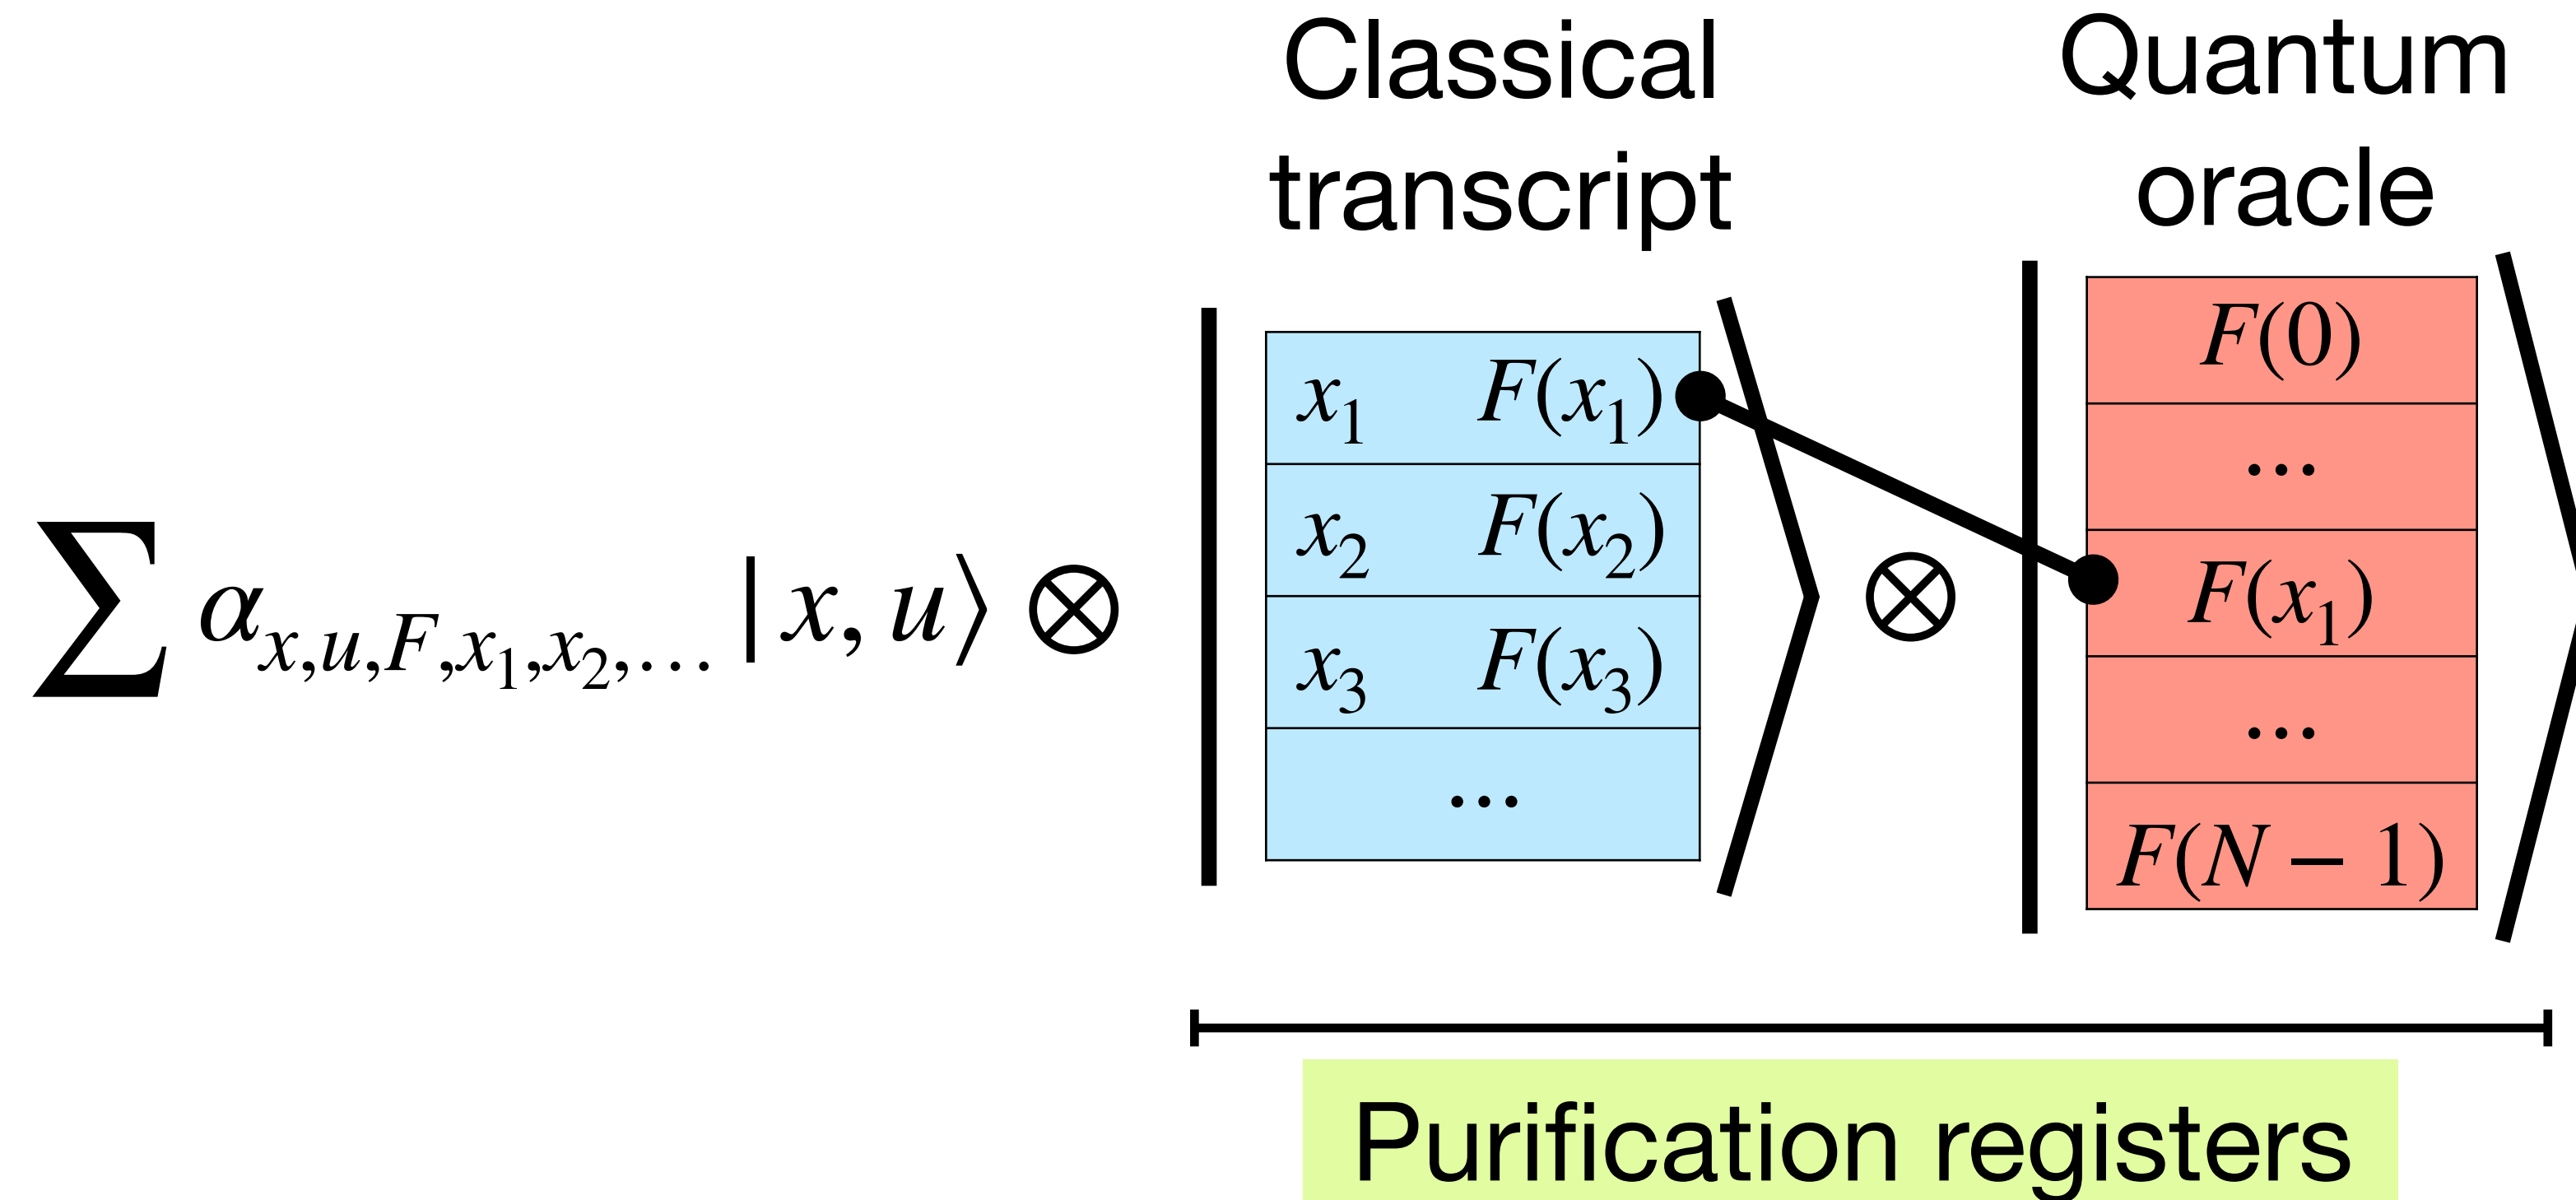 Classical
transcript
Quantum
oracle
∑ α_{x,u,F,x_1,x_2,…} |x, u⟩ ⊗
x_1 F(x_1)
x_2 F(x_2)
x_3 F(x_3)
...
⊗
F(0)
...
F(x_1)
...
F(N − 1)
Purification registers